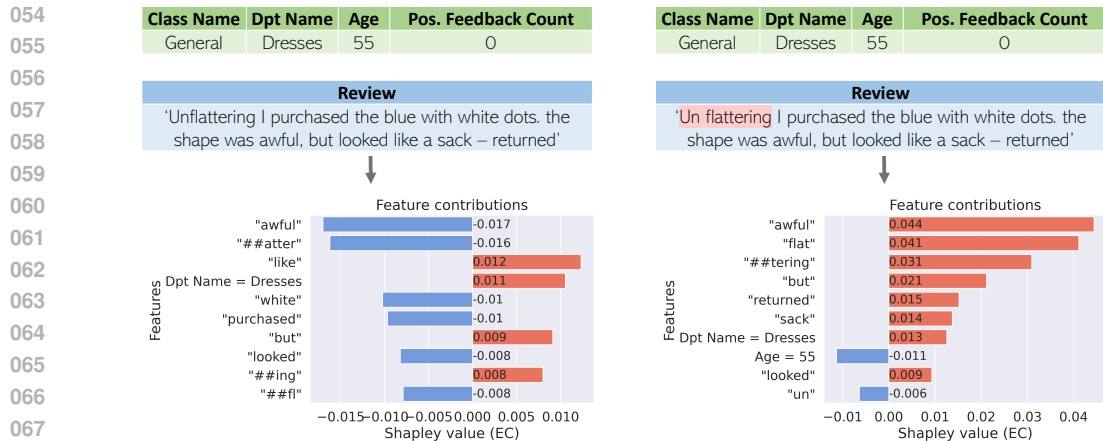 054
055
056
057
058
059
060
061
062
063
064
065
066
067
Class Name Dpt Name Age Pos. Feedback Count
General Dresses 55 0
Review
‘Unflattering I purchased the blue with white dots. the
shape was awful, but looked like a sack – returned’
Feature contributions
Features
"awful" -0.017
"##atter" -0.016
"like" 0.012
Dpt Name = Dresses 0.011
"white" -0.01
"purchased" -0.01
"but" 0.009
"looked" -0.008
"##ing" 0.008
"##fl" -0.008
−0.015 −0.010 −0.005 0.000 0.005 0.010
Shapley value (EC)
Class Name Dpt Name Age Pos. Feedback Count
General Dresses 55 0
Review
‘Un flattering I purchased the blue with white dots. the
shape was awful, but looked like a sack – returned’
Feature contributions
Features
"awful" 0.044
"flat" 0.041
"##tering" 0.031
"but" 0.021
"returned" 0.015
"sack" 0.014
Dpt Name = Dresses 0.013
Age = 55 -0.011
"looked" 0.009
"un" -0.006
−0.01 0.00 0.01 0.02 0.03 0.04
Shapley value (EC)